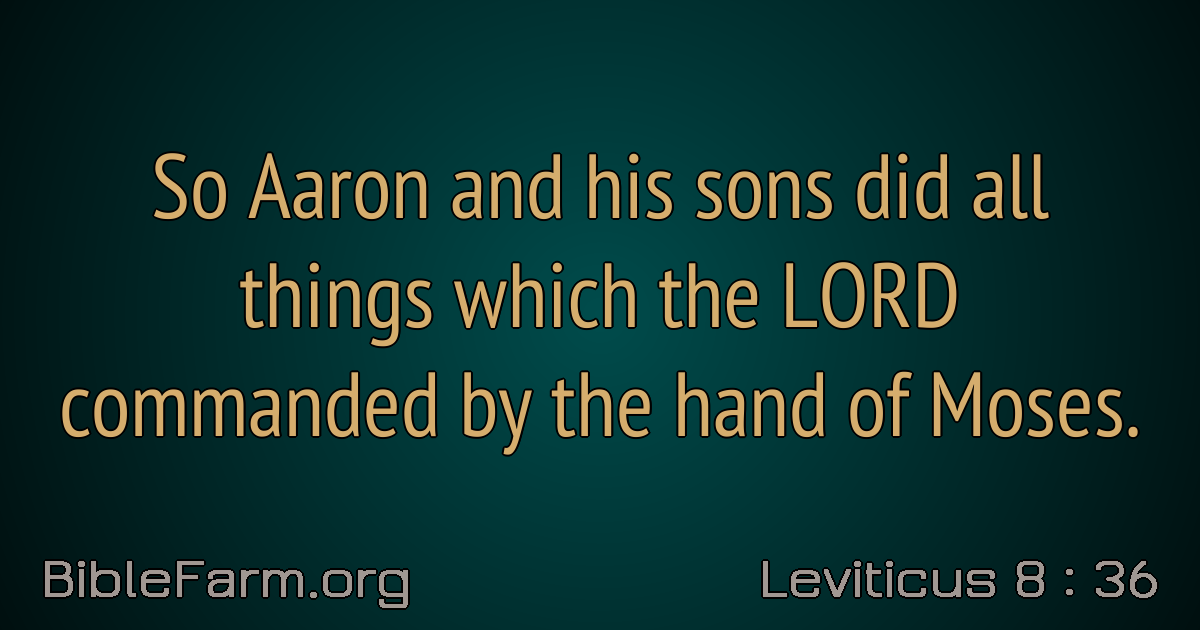 So Aaron and his sons did all
things which the LORD
commanded by the hand of Moses.
BibleFarm.org
Leviticus 8 : 36